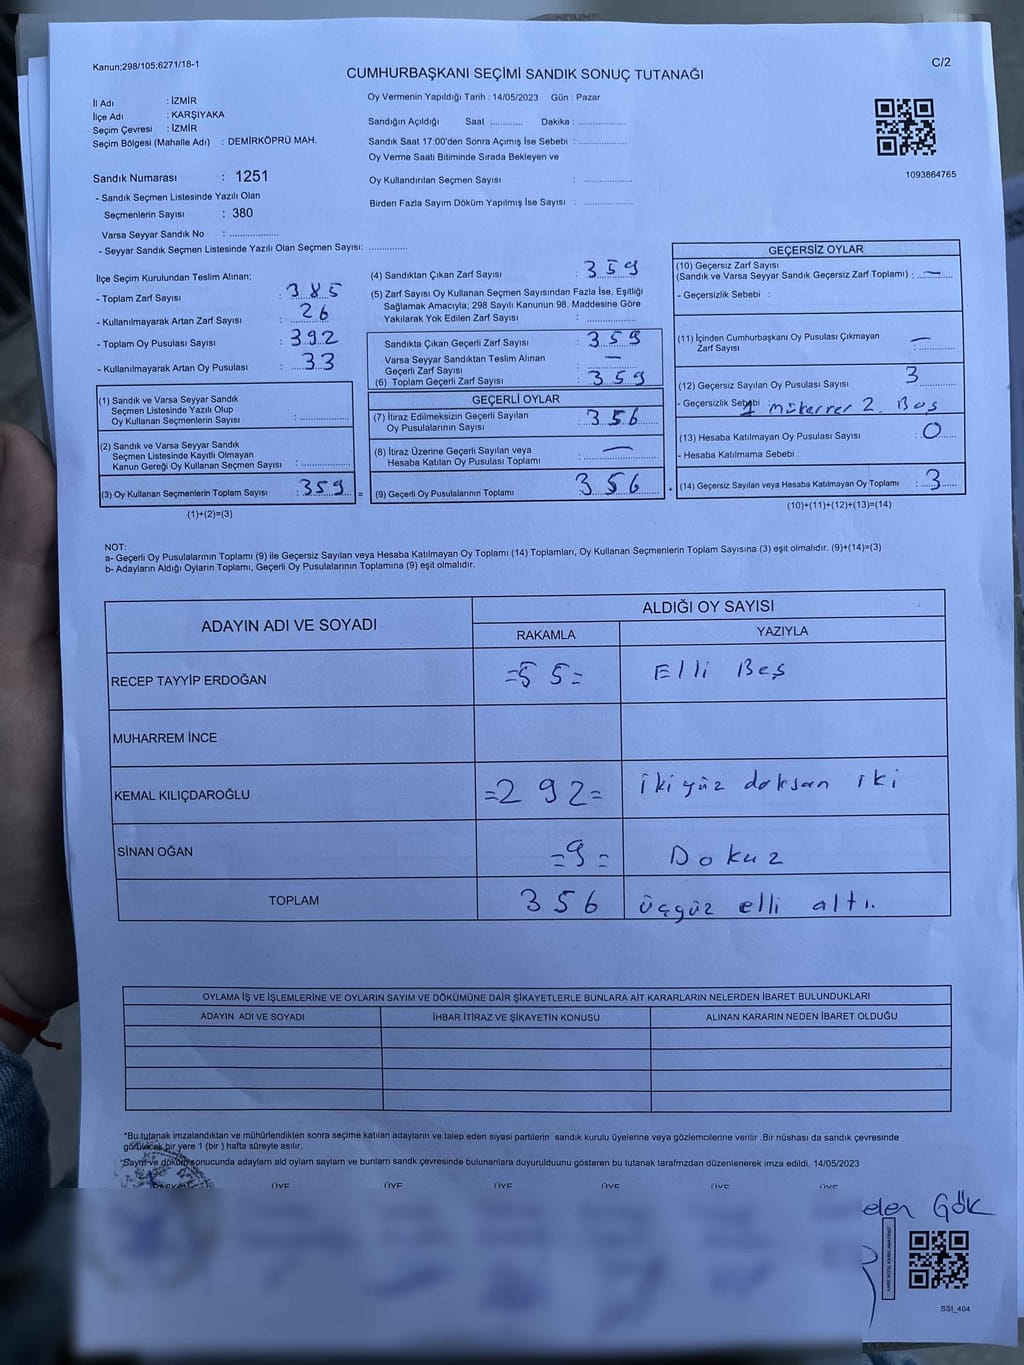 Kanun;298/105;6271/18-1
C/2
CUMHURBAŞKANI SEÇİMİ SANDIK SONUÇ TUTANAĞI
İl Adı : İZMİR
İlçe Adı : KARŞIYAKA
Seçim Çevresi : İZMİR
Seçim Bölgesi (Mahalle Adı) : DEMİRKÖPRÜ MAH.
Sandık Numarası : 1251
- Sandık Seçmen Listesinde Yazılı Olan
Seçmenlerin Sayısı : 380
Varsa Seyyar Sandık No : ..................
- Seyyar Sandık Seçmen Listesinde Yazılı Olan Seçmen Sayısı: ..............
Oy Vermenin Yapıldığı Tarih : 14/05/2023 Gün : Pazar
Sandığın Açıldığı Saat :........... Dakika : .................
Sandık Saat 17:00'den Sonra Açımış İse Sebebi : .................
Oy Verme Saati Bitiminde Sırada Bekleyen ve
Oy Kullandırılan Seçmen Sayısı : .................
Birden Fazla Sayım Döküm Yapılmış İse Sayısı : .................
1093864765
İlçe Seçim Kurulundan Teslim Alınan;
- Toplam Zarf Sayısı : 385
- Kullanılmayarak Artan Zarf Sayısı : 26
- Toplam Oy Pusulası Sayısı : 392
- Kullanılmayarak Artan Oy Pusulası : 33
(1) Sandık ve Varsa Seyyar Sandık
Seçmen Listesinde Yazılı Olup
Oy Kullanan Seçmenlerin Sayısı : .................
(2) Sandık ve Varsa Seyyar Sandık
Seçmen Listesinde Kayıtlı Olmayan
Kanun Gereği Oy Kullanan Seçmen Sayısı : .................
(3) Oy Kullanan Seçmenlerin Toplam Sayısı : 359 =
(1)+(2)=(3)
(4) Sandıktan Çıkan Zarf Sayısı : 359
(5) Zarf Sayısı Oy Kullanan Seçmen Sayısından Fazla İse, Eşitliği
Sağlamak Amacıyla; 298 Sayılı Kanunun 98. Maddesine Göre
Yakılarak Yok Edilen Zarf Sayısı : .................
Sandıkta Çıkan Geçerli Zarf Sayısı : 359
Varsa Seyyar Sandıktan Teslim Alınan
Geçerli Zarf Sayısı : —
(6) Toplam Geçerli Zarf Sayısı : 359
GEÇERLİ OYLAR
(7) İtiraz Edilmeksizin Geçerli Sayılan
Oy Pusulalarının Sayısı : 356
(8) İtiraz Üzerine Geçerli Sayılan veya
Hesaba Katılan Oy Pusulası Toplamı : —
(9) Geçerli Oy Pusulalarının Toplamı 356 +
GEÇERSİZ OYLAR
(10) Geçersiz Zarf Sayısı
(Sandık ve Varsa Seyyar Sandık Geçersiz Zarf Toplamı) : —
- Geçersizlik Sebebi :
(11) İçinden Cumhurbaşkanı Oy Pusulası Çıkmayan
Zarf Sayısı : —
(12) Geçersiz Sayılan Oy Pusulası Sayısı : 3
- Geçersizlik Sebebi : 1 mükerrer 2. Boş
(13) Hesaba Katılmayan Oy Pusulası Sayısı : 0
- Hesaba Katılmama Sebebi :
(14) Geçersiz Sayılan veya Hesaba Katılmayan Oy Toplamı : 3
(10)+(11)+(12)+(13)=(14)
NOT:
a- Geçerli Oy Pusulalarının Toplamı (9) ile Geçersiz Sayılan veya Hesaba Katılmayan Oy Toplamı (14) Toplamları, Oy Kullanan Seçmenlerin Toplam Sayısına (3) eşit olmalıdır. (9)+(14)=(3)
b- Adayların Aldığı Oyların Toplamı, Geçerli Oy Pusulalarının Toplamına (9) eşit olmalıdır.
ADAYIN ADI VE SOYADI
ALDIĞI OY SAYISI
RAKAMLA YAZIYLA
RECEP TAYYİP ERDOĞAN =55= Elli Beş
MUHARREM İNCE
KEMAL KILIÇDAROĞLU =292= İkiyüz doksan iki
SİNAN OĞAN =9= Dokuz
TOPLAM 356 üçyüz elli altı.
OYLAMA İŞ VE İŞLEMLERİNE VE OYLARIN SAYIM VE DÖKÜMÜNE DAİR ŞİKAYETLERLE BUNLARA AİT KARARLARIN NELERDEN İBARET BULUNDUKLARI
ADAYIN ADI VE SOYADI İHBAR İTİRAZ VE ŞİKAYETİN KONUSU ALINAN KARARIN NEDEN İBARET OLDUĞU
*Bu tutanak imzalandıktan ve mühürlendikten sonra seçime katılan adayların ve talep eden siyasi partilerin sandık kurulu üyelerine veya gözlemcilerine verilir .Bir nüshası da sandık çevresinde
görülecek bir yere 1 (bir ) hafta süreyle asılır.
*Sayım ve döküm sonucunda adayların ald oyların sayların ve bunların sandk çevresinde bulunanlara duyurulduunu gösteren bu tutanak tarafmzdan düzenlenerek imza edildi. 14/05/2023
ÜYE ÜYE ÜYE ÜYE ÜYE ÜYE
Gök
SSI_404